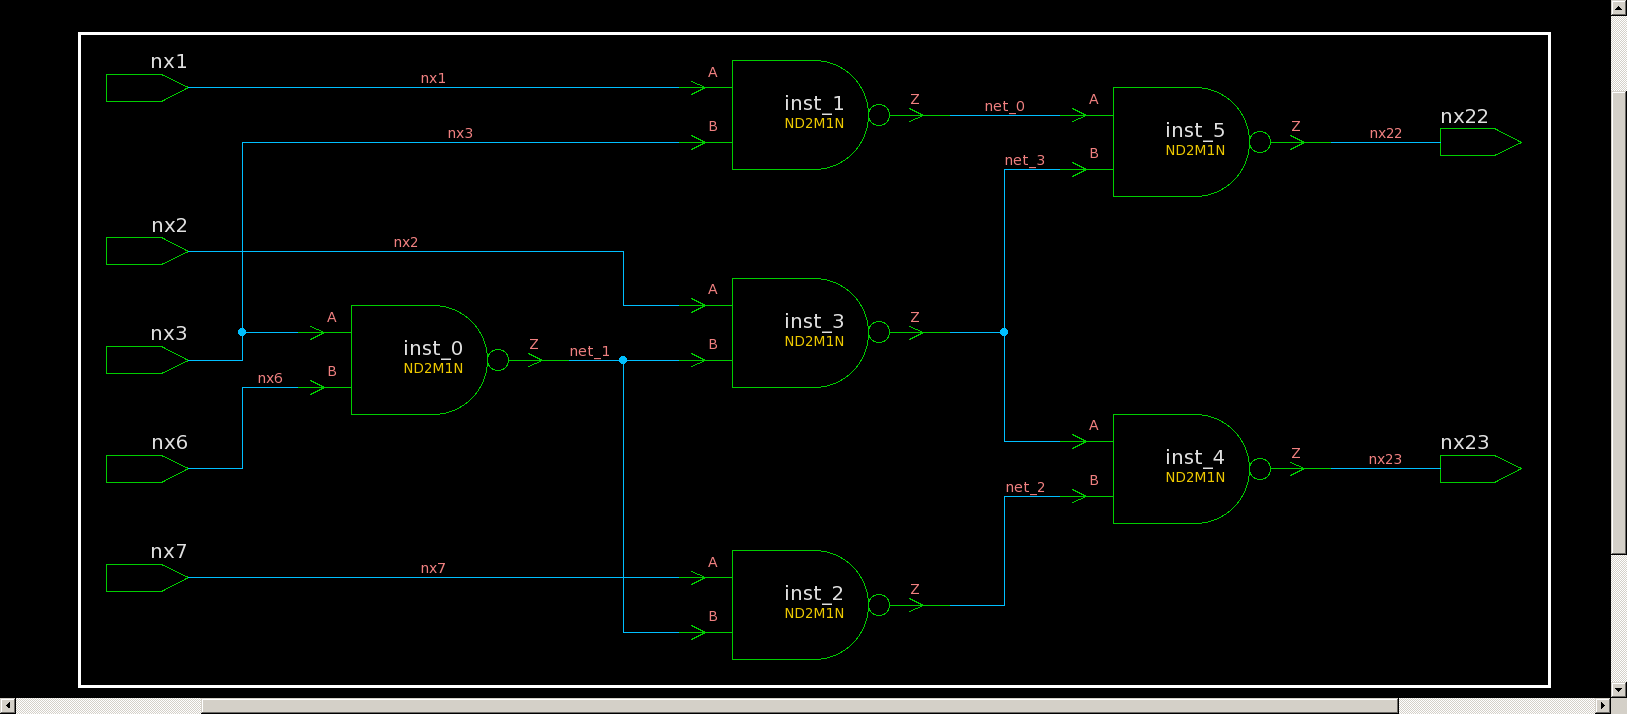 nx1
nx1
A
nx3
B
inst_1
ND2M1N
Z
net_0
A
net_3
B
inst_5
ND2M1N
Z
nx22
nx22
nx2
nx2
A
B
inst_3
ND2M1N
Z
nx3
A
nx6
B
inst_0
ND2M1N
Z
net_1
nx6
A
net_2
B
inst_4
ND2M1N
Z
nx23
nx23
nx7
nx7
A
B
inst_2
ND2M1N
Z